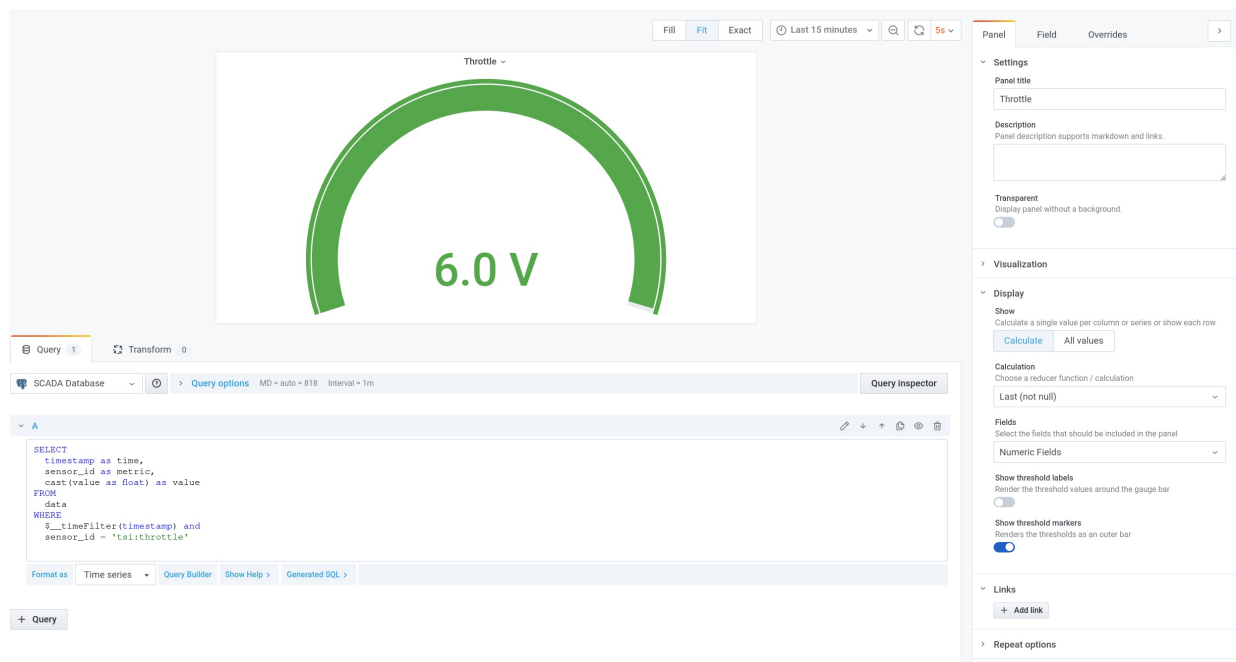 Fill Fit Exact Last 15 minutes 5s
Throttle
6.0 V
Query 1 Transform 0
SCADA Database Query options MD = auto = 818 Interval = 1m Query inspector
A
SELECT
timestamp as time,
sensor_id as metric,
cast(value as float) as value
FROM
data
WHERE
$__timeFilter(timestamp) and
sensor_id = 'tsi:throttle'
Format as Time series Query Builder Show Help > Generated SQL >
+ Query
Panel Field Overrides
Settings
Panel title
Throttle
Description
Panel description supports markdown and links.
Transparent
Display panel without a background.
Visualization
Display
Show
Calculate a single value per column or series or show each row
Calculate All values
Calculation
Choose a reducer function / calculation
Last (not null)
Fields
Select the fields that should be included in the panel
Numeric Fields
Show threshold labels
Render the threshold values around the gauge bar
Show threshold markers
Renders the thresholds as an outer bar
Links
+ Add link
Repeat options